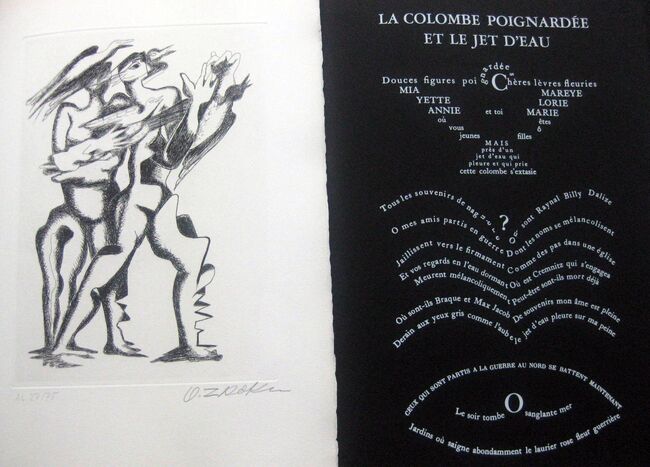 AL 27/75
O. Zadkine
LA COLOMBE POIGNARDÉE
ET LE JET D'EAU
Douces figures poignardées Chères lèvres fleuries
MIA MAREYE
YETTE LORIE
ANNIE et toi MARIE
où êtes
vous ô
jeunes filles
MAIS
près d'un
jet d'eau qui
pleure et qui prie
cette colombe s'extasie
Tous les souvenirs de naguère
?
Où sont Raynal Billy Dalise
O mes amis partis en guerre
Dont les noms se mélancolisent
Jaillissent vers le firmament
Comme des pas dans une église
Et vos regards en l'eau dormant
Où est Cremnitz qui s'engagea
Meurent mélancoliquement
Peut-être sont-ils mort déjà
Où sont-ils Braque et Max Jacob
De souvenirs mon âme est pleine
Derain aux yeux gris comme l'aube
le jet d'eau pleure sur ma peine
CEUX QUI SONT PARTIS A LA GUERRE AU NORD SE BATTENT MAINTENANT
Le soir tombe O sanglante mer
Jardins où saigne abondamment le laurier rose fleur guerrière